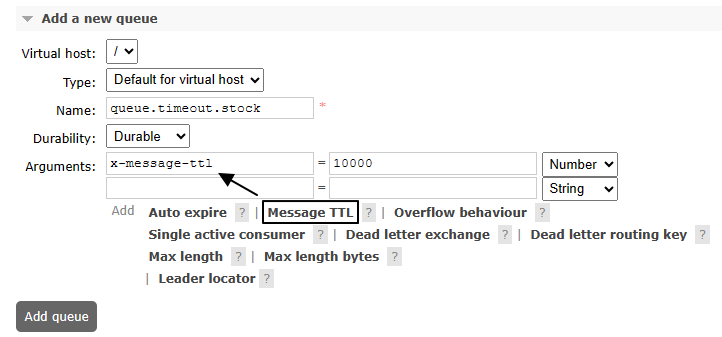 Add a new queue
Virtual host: /
Type: Default for virtual host
Name: queue.timeout.stock *
Durability: Durable
Arguments: x-message-ttl = 10000 Number
= String
Add Auto expire ? | Message TTL ? | Overflow behaviour ?
Single active consumer ? | Dead letter exchange ? | Dead letter routing key ?
Max length ? | Max length bytes ?
| Leader locator ?
Add queue